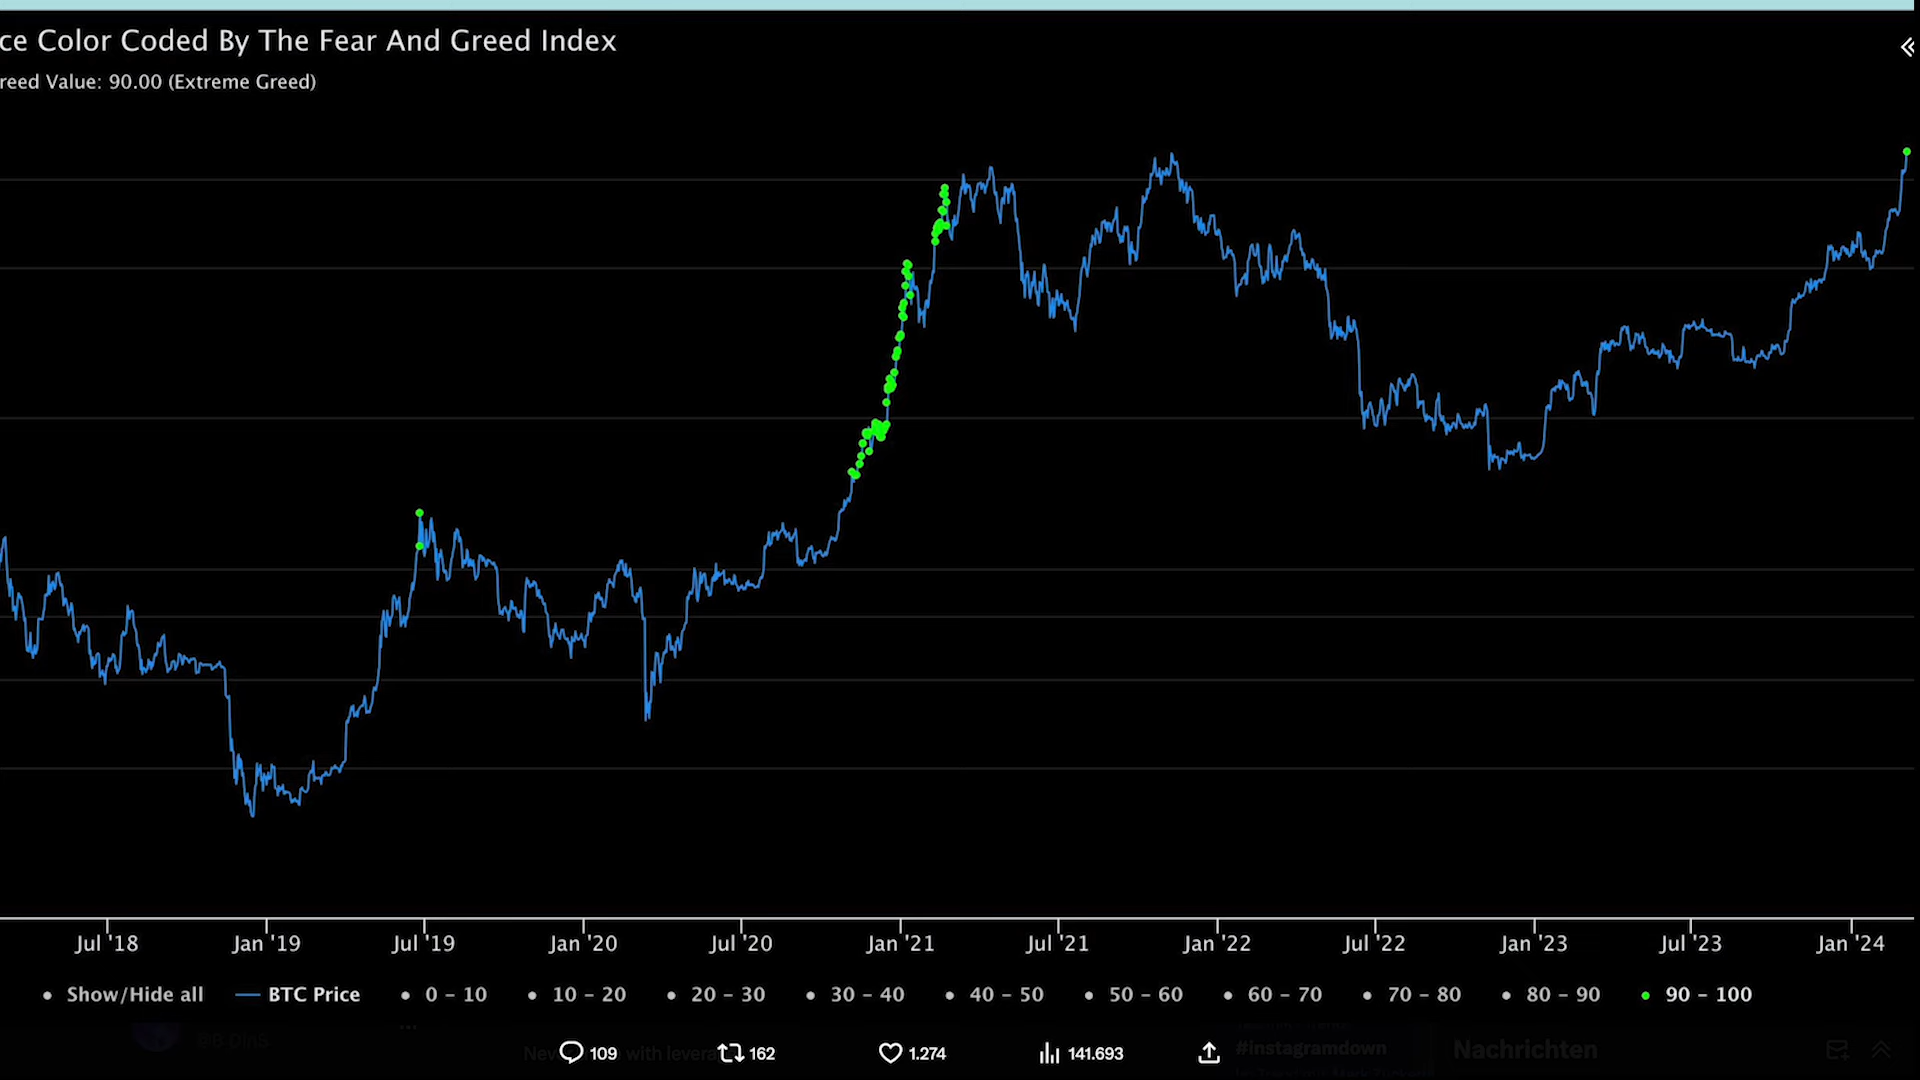 ce Color Coded By The Fear And Greed Index
reed Value: 90.00 (Extreme Greed)
Jul '18 Jan '19 Jul '19 Jan '20 Jul '20 Jan '21 Jul '21 Jan '22 Jul '22 Jan '23 Jul '23 Jan '24
Show/Hide all BTC Price 0 – 10 10 – 20 20 – 30 30 – 40 40 – 50 50 – 60 60 – 70 70 – 80 80 – 90 90 – 100
109 162 1.274 141.693
#instagramdown
Nachrichten